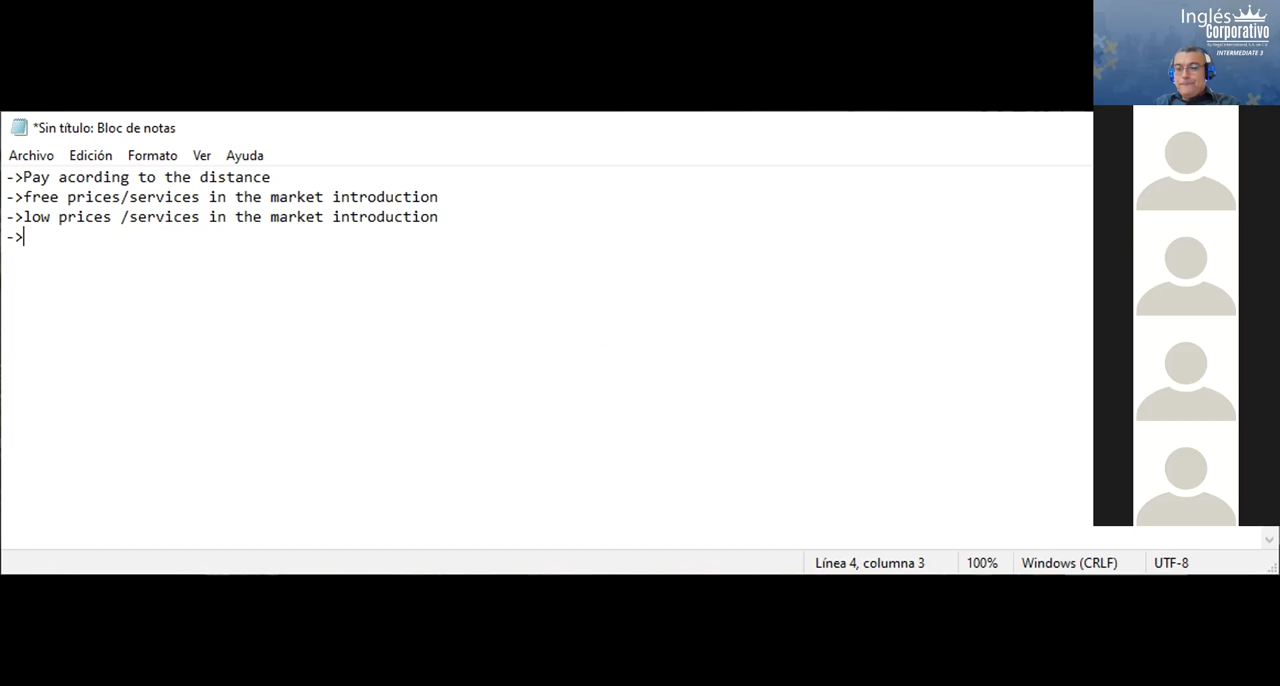 Inglés
Corporativo
INTERMEDIATE 3
*Sin título: Bloc de notas
Archivo Edición Formato Ver Ayuda
->Pay acording to the distance
->free prices/services in the market introduction
->low prices /services in the market introduction
->
Línea 4, columna 3 100% Windows (CRLF) UTF-8